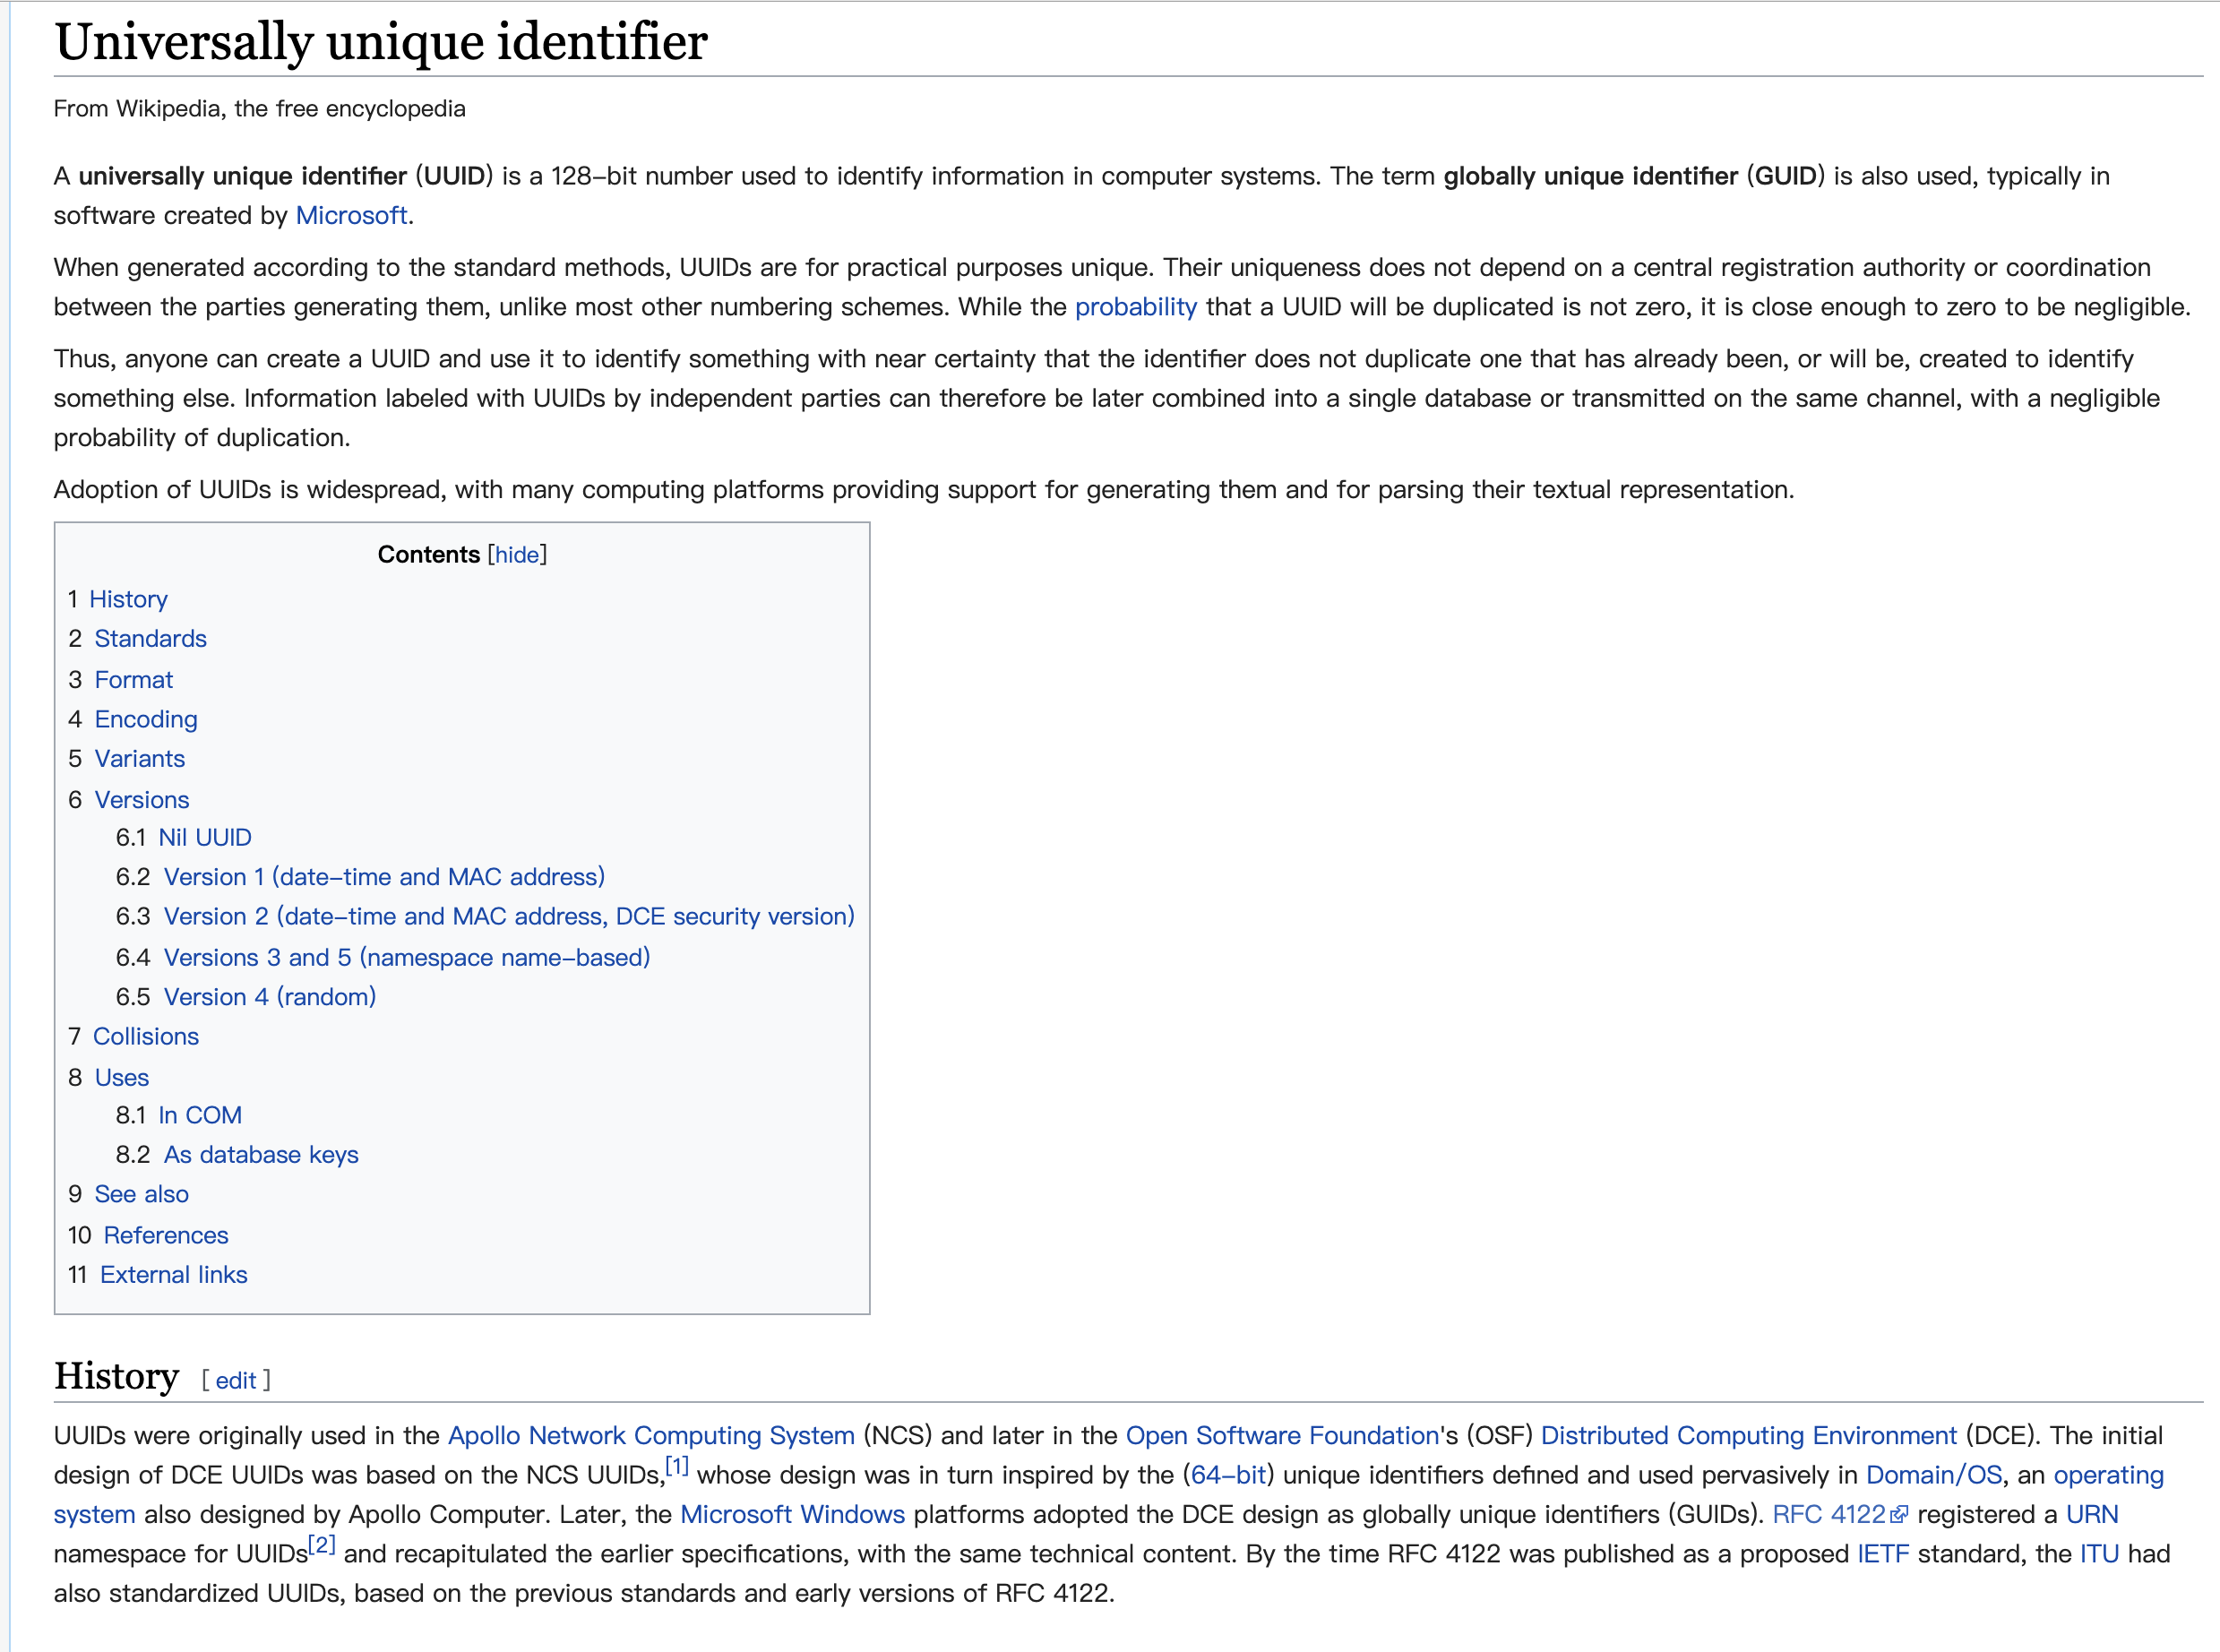 Universally unique identifier
From Wikipedia, the free encyclopedia
A universally unique identifier (UUID) is a 128-bit number used to identify information in computer systems. The term globally unique identifier (GUID) is also used, typically in
software created by Microsoft.
When generated according to the standard methods, UUIDs are for practical purposes unique. Their uniqueness does not depend on a central registration authority or coordination
between the parties generating them, unlike most other numbering schemes. While the probability that a UUID will be duplicated is not zero, it is close enough to zero to be negligible.
Thus, anyone can create a UUID and use it to identify something with near certainty that the identifier does not duplicate one that has already been, or will be, created to identify
something else. Information labeled with UUIDs by independent parties can therefore be later combined into a single database or transmitted on the same channel, with a negligible
probability of duplication.
Adoption of UUIDs is widespread, with many computing platforms providing support for generating them and for parsing their textual representation.
Contents [hide]
1 History
2 Standards
3 Format
4 Encoding
5 Variants
6 Versions
6.1 Nil UUID
6.2 Version 1 (date-time and MAC address)
6.3 Version 2 (date-time and MAC address, DCE security version)
6.4 Versions 3 and 5 (namespace name-based)
6.5 Version 4 (random)
7 Collisions
8 Uses
8.1 In COM
8.2 As database keys
9 See also
10 References
11 External links
History [ edit ]
UUIDs were originally used in the Apollo Network Computing System (NCS) and later in the Open Software Foundation's (OSF) Distributed Computing Environment (DCE). The initial
design of DCE UUIDs was based on the NCS UUIDs,[1] whose design was in turn inspired by the (64-bit) unique identifiers defined and used pervasively in Domain/OS, an operating
system also designed by Apollo Computer. Later, the Microsoft Windows platforms adopted the DCE design as globally unique identifiers (GUIDs). RFC 4122 registered a URN
namespace for UUIDs[2] and recapitulated the earlier specifications, with the same technical content. By the time RFC 4122 was published as a proposed IETF standard, the ITU had
also standardized UUIDs, based on the previous standards and early versions of RFC 4122.